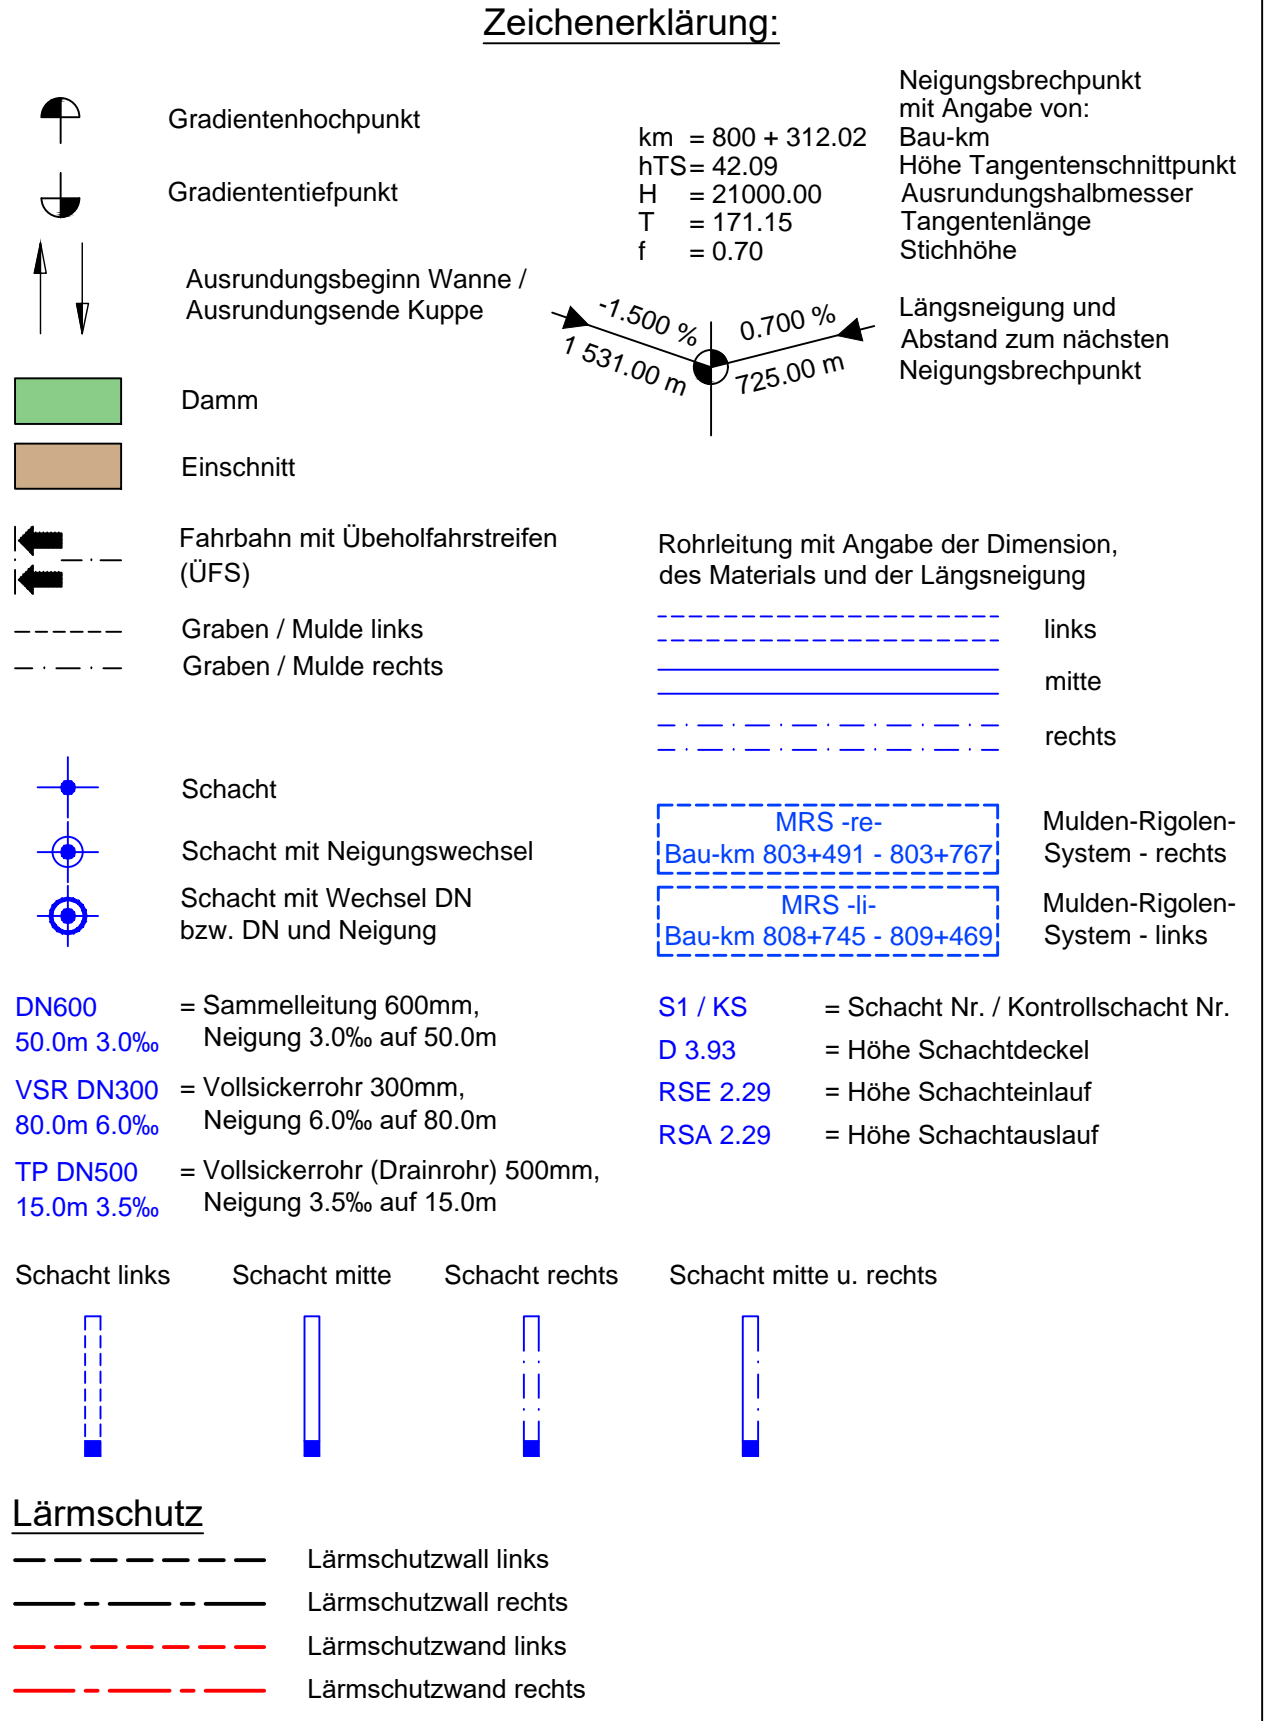 Zeichenerklärung:
Gradientenhochpunkt
Gradiententiefpunkt
Ausrundungsbeginn Wanne /
Ausrundungsende Kuppe
Damm
Einschnitt
Fahrbahn mit Übeholfahrstreifen
(ÜFS)
Graben / Mulde links
Graben / Mulde rechts
Schacht
Schacht mit Neigungswechsel
Schacht mit Wechsel DN
bzw. DN und Neigung
Neigungsbrechpunkt
mit Angabe von:
km = 800 + 312.02 Bau-km
hTS= 42.09 Höhe Tangentenschnittpunkt
H = 21000.00 Ausrundungshalbmesser
T = 171.15 Tangentenlänge
f = 0.70 Stichhöhe
-1.500 % 0.700 %
1 531.00 m 725.00 m
Längsneigung und
Abstand zum nächsten
Neigungsbrechpunkt
Rohrleitung mit Angabe der Dimension,
des Materials und der Längsneigung
links
mitte
rechts
MRS -re-
Bau-km 803+491 - 803+767
Mulden-Rigolen-
System - rechts
MRS -li-
Bau-km 808+745 - 809+469
Mulden-Rigolen-
System - links
DN600 = Sammelleitung 600mm,
50.0m 3.0‰ Neigung 3.0‰ auf 50.0m
VSR DN300 = Vollsickerrohr 300mm,
80.0m 6.0‰ Neigung 6.0‰ auf 80.0m
TP DN500 = Vollsickerrohr (Drainrohr) 500mm,
15.0m 3.5‰ Neigung 3.5‰ auf 15.0m
S1 / KS = Schacht Nr. / Kontrollschacht Nr.
D 3.93 = Höhe Schachtdeckel
RSE 2.29 = Höhe Schachteinlauf
RSA 2.29 = Höhe Schachtauslauf
Schacht links Schacht mitte Schacht rechts Schacht mitte u. rechts
Lärmschutz
Lärmschutzwall links
Lärmschutzwall rechts
Lärmschutzwand links
Lärmschutzwand rechts